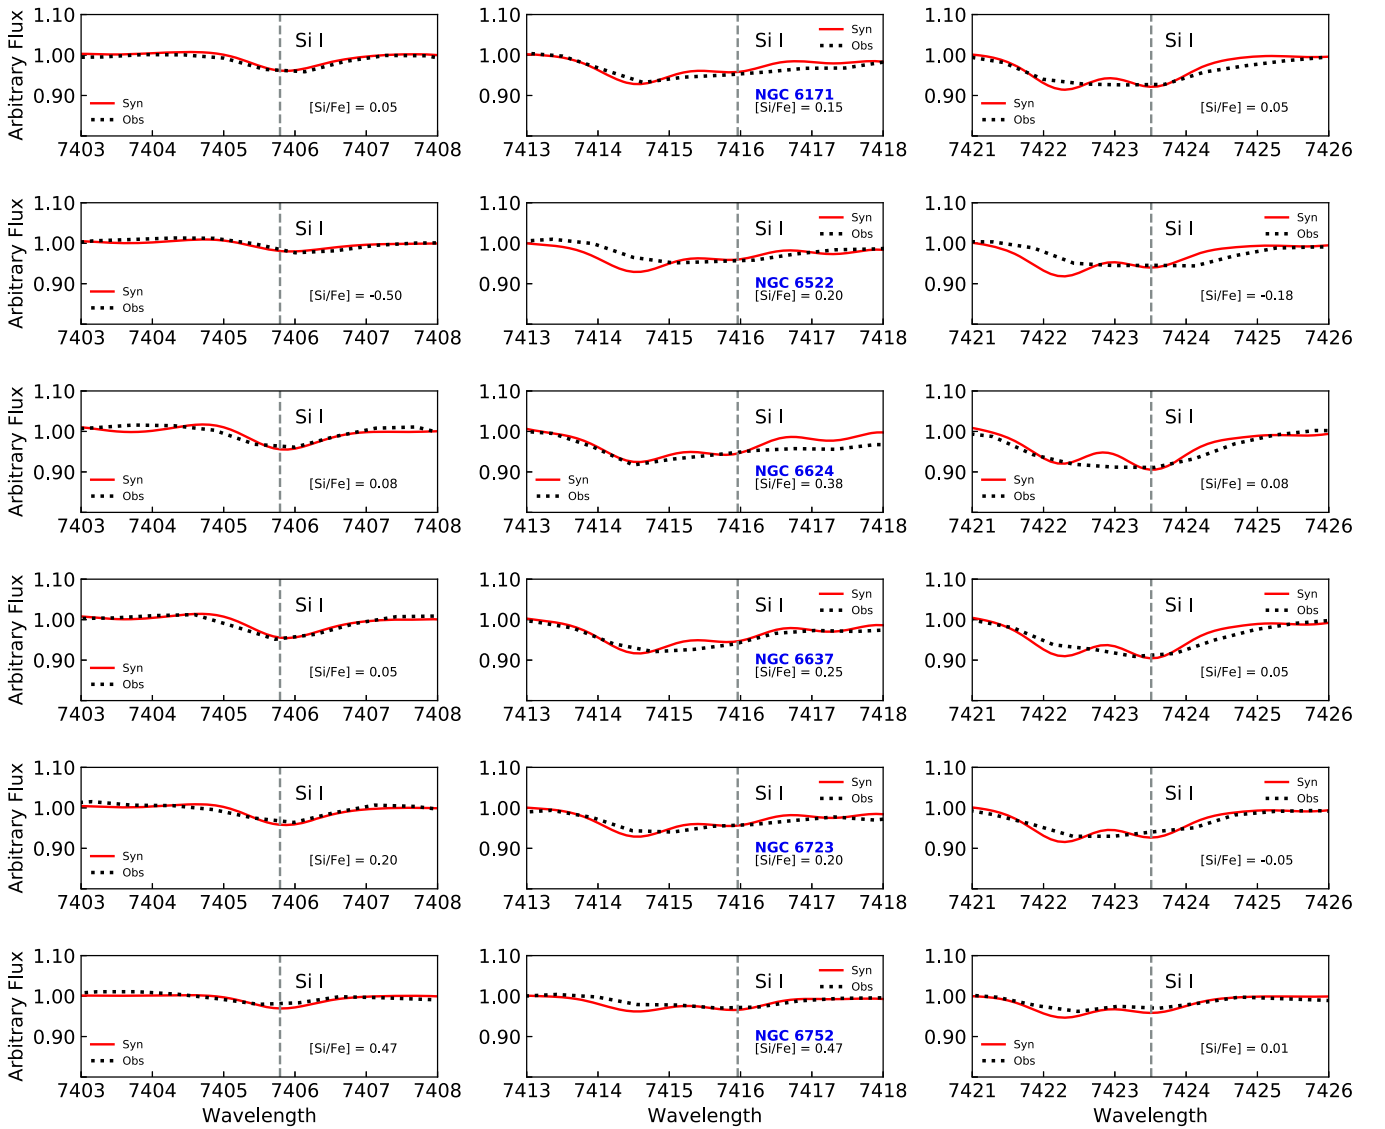 Arbitrary Flux
1.10
1.00
0.90
Si I
Syn
Obs
[Si/Fe] = 0.05
7403 7404 7405 7406 7407 7408
1.10
1.00
0.90
Si I
Syn
Obs
NGC 6171
[Si/Fe] = 0.15
7413 7414 7415 7416 7417 7418
1.10
1.00
0.90
Si I
Syn
Obs
[Si/Fe] = 0.05
7421 7422 7423 7424 7425 7426
Arbitrary Flux
1.10
1.00
0.90
Si I
Syn
Obs
[Si/Fe] = -0.50
7403 7404 7405 7406 7407 7408
1.10
1.00
0.90
Si I
Syn
Obs
NGC 6522
[Si/Fe] = 0.20
7413 7414 7415 7416 7417 7418
1.10
1.00
0.90
Si I
Syn
Obs
[Si/Fe] = -0.18
7421 7422 7423 7424 7425 7426
Arbitrary Flux
1.10
1.00
0.90
Si I
Syn
Obs
[Si/Fe] = 0.08
7403 7404 7405 7406 7407 7408
1.10
1.00
0.90
Si I
Syn
Obs
NGC 6624
[Si/Fe] = 0.38
7413 7414 7415 7416 7417 7418
1.10
1.00
0.90
Si I
Syn
Obs
[Si/Fe] = 0.08
7421 7422 7423 7424 7425 7426
Arbitrary Flux
1.10
1.00
0.90
Si I
Syn
Obs
[Si/Fe] = 0.05
7403 7404 7405 7406 7407 7408
1.10
1.00
0.90
Si I
Syn
Obs
NGC 6637
[Si/Fe] = 0.25
7413 7414 7415 7416 7417 7418
1.10
1.00
0.90
Si I
Syn
Obs
[Si/Fe] = 0.05
7421 7422 7423 7424 7425 7426
Arbitrary Flux
1.10
1.00
0.90
Si I
Syn
Obs
[Si/Fe] = 0.20
7403 7404 7405 7406 7407 7408
1.10
1.00
0.90
Si I
Syn
Obs
NGC 6723
[Si/Fe] = 0.20
7413 7414 7415 7416 7417 7418
1.10
1.00
0.90
Si I
Syn
Obs
[Si/Fe] = -0.05
7421 7422 7423 7424 7425 7426
Arbitrary Flux
1.10
1.00
0.90
Si I
Syn
Obs
[Si/Fe] = 0.47
7403 7404 7405 7406 7407 7408
Wavelength
1.10
1.00
0.90
Si I
Syn
Obs
NGC 6752
[Si/Fe] = 0.47
7413 7414 7415 7416 7417 7418
Wavelength
1.10
1.00
0.90
Si I
Syn
Obs
[Si/Fe] = 0.01
7421 7422 7423 7424 7425 7426
Wavelength